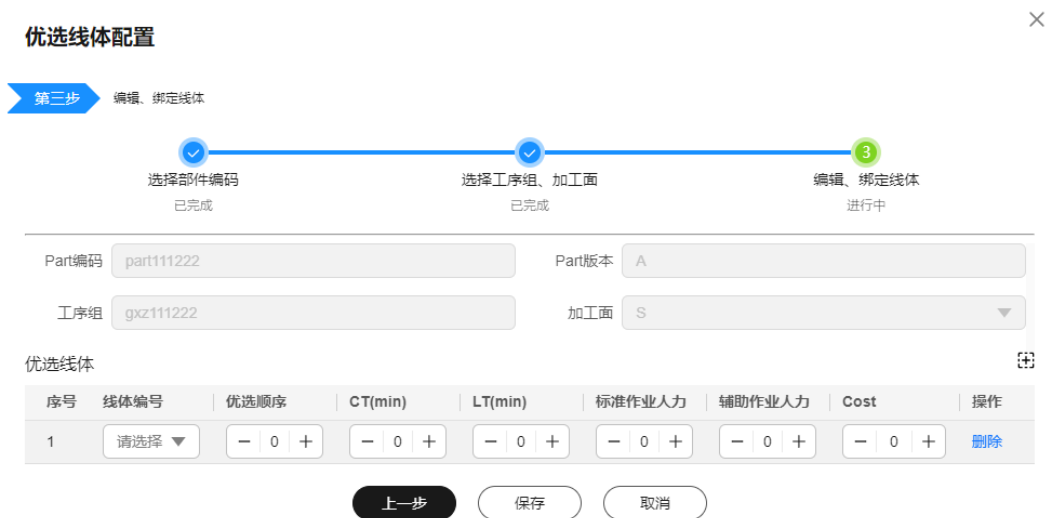 优选线体配置
第三步 编辑、绑定线体
3
选择部件编码 选择工序组、加工面 编辑、绑定线体
已完成 已完成 进行中
Part编码 part111222 Part版本 A
工序组 gxz111222 加工面 S
优选线体
序号 线体编号 优选顺序 CT(min) LT(min) 标准作业人力 辅助作业人力 Cost 操作
1 请选择 0 0 0 0 0 0 删除
上一步 保存 取消